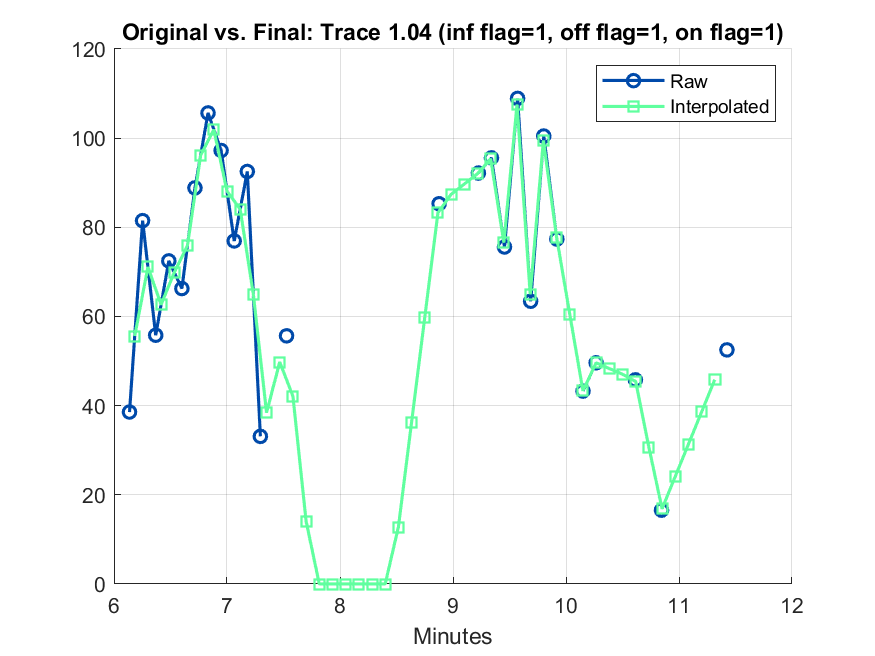 Original vs. Final: Trace 1.04 (inf flag=1, off flag=1, on flag=1)
120
100
80
60
40
20
0
Raw
Interpolated
6 7 8 9 10 11 12
Minutes